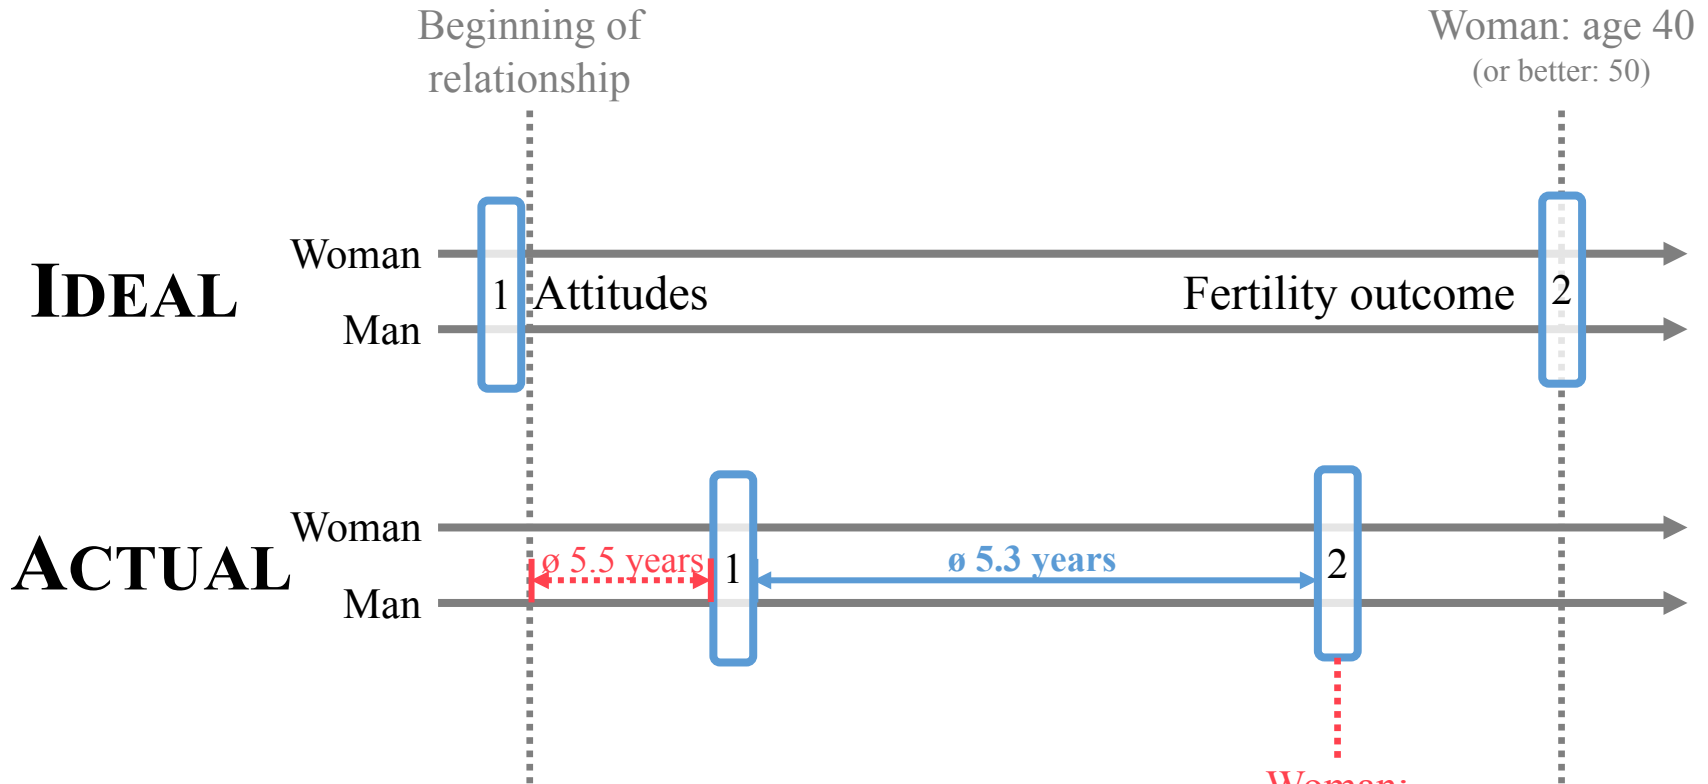 Beginning of
relationship
Woman: age 40
(or better: 50)
IDEAL
Woman
Man
1
Attitudes
Fertility outcome
2
ACTUAL
Woman
Man
ø 5.5 years
1
ø 5.3 years
2
Woman: